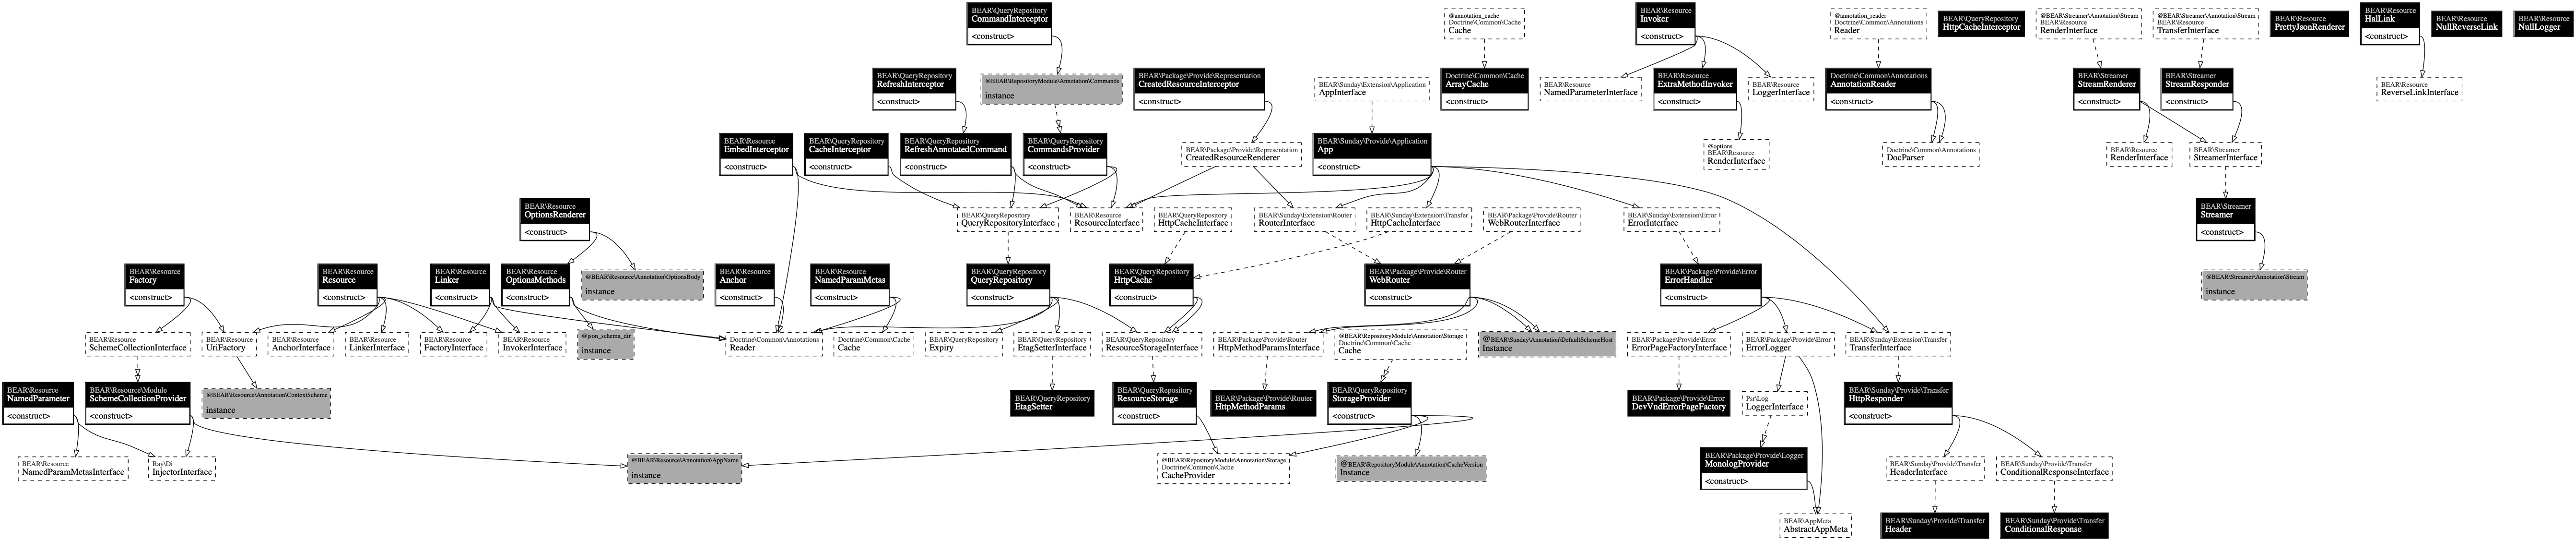 BEAR\QueryRepository
CommandInterceptor
<construct>
@annotation_cache
Doctrine\Common\Cache
Cache
BEAR\Resource
Invoker
<construct>
@annotation_reader
Doctrine\Common\Annotations
Reader
BEAR\QueryRepository
HttpCacheInterceptor
@BEAR\Streamer\Annotation\Stream
BEAR\Resource
RenderInterface
@BEAR\Streamer\Annotation\Stream
BEAR\Resource
TransferInterface
BEAR\Resource
PrettyJsonRenderer
BEAR\Resource
HalLink
<construct>
BEAR\Resource
NullReverseLink
BEAR\Resource
NullLogger
BEAR\QueryRepository
RefreshInterceptor
<construct>
@BEAR\RepositoryModule\Annotation\Commands
instance
BEAR\Package\Provide\Representation
CreatedResourceInterceptor
<construct>
BEAR\Sunday\Extension\Application
AppInterface
Doctrine\Common\Cache
ArrayCache
<construct>
BEAR\Resource
NamedParameterInterface
BEAR\Resource
ExtraMethodInvoker
<construct>
BEAR\Resource
LoggerInterface
Doctrine\Common\Annotations
AnnotationReader
<construct>
BEAR\Streamer
StreamRenderer
<construct>
BEAR\Streamer
StreamResponder
<construct>
BEAR\Resource
ReverseLinkInterface
BEAR\Resource
EmbedInterceptor
<construct>
BEAR\QueryRepository
CacheInterceptor
<construct>
BEAR\QueryRepository
RefreshAnnotatedCommand
<construct>
BEAR\QueryRepository
CommandsProvider
<construct>
BEAR\Package\Provide\Representation
CreatedResourceRenderer
BEAR\Sunday\Provide\Application
App
<construct>
@options
BEAR\Resource
RenderInterface
Doctrine\Common\Annotations
DocParser
BEAR\Resource
RenderInterface
BEAR\Streamer
StreamerInterface
BEAR\Resource
OptionsRenderer
<construct>
BEAR\QueryRepository
QueryRepositoryInterface
BEAR\Resource
ResourceInterface
BEAR\QueryRepository
HttpCacheInterface
BEAR\Sunday\Extension\Router
RouterInterface
BEAR\Sunday\Extension\Transfer
HttpCacheInterface
BEAR\Package\Provide\Router
WebRouterInterface
BEAR\Sunday\Extension\Error
ErrorInterface
BEAR\Streamer
Streamer
<construct>
BEAR\Resource
Factory
<construct>
BEAR\Resource
Resource
<construct>
BEAR\Resource
Linker
<construct>
BEAR\Resource
OptionsMethods
<construct>
@BEAR\Resource\Annotation\OptionsBody
instance
BEAR\Resource
Anchor
<construct>
BEAR\Resource
NamedParamMetas
<construct>
BEAR\QueryRepository
QueryRepository
<construct>
BEAR\QueryRepository
HttpCache
<construct>
BEAR\Package\Provide\Router
WebRouter
<construct>
BEAR\Package\Provide\Error
ErrorHandler
<construct>
@BEAR\Streamer\Annotation\Stream
instance
BEAR\Resource
SchemeCollectionInterface
BEAR\Resource
UriFactory
BEAR\Resource
AnchorInterface
BEAR\Resource
LinkerInterface
BEAR\Resource
FactoryInterface
BEAR\Resource
InvokerInterface
@json_schema_dir
instance
Doctrine\Common\Annotations
Reader
Doctrine\Common\Cache
Cache
BEAR\QueryRepository
Expiry
BEAR\QueryRepository
EtagSetterInterface
BEAR\QueryRepository
ResourceStorageInterface
BEAR\Package\Provide\Router
HttpMethodParamsInterface
@BEAR\RepositoryModule\Annotation\Storage
Doctrine\Common\Cache
Cache
@BEAR\Sunday\Annotation\DefaultSchemeHost
Instance
BEAR\Package\Provide\Error
ErrorPageFactoryInterface
BEAR\Package\Provide\Error
ErrorLogger
BEAR\Sunday\Extension\Transfer
TransferInterface
BEAR\Resource
NamedParameter
<construct>
BEAR\Resource\Module
SchemeCollectionProvider
<construct>
@BEAR\Resource\Annotation\ContextScheme
instance
BEAR\QueryRepository
EtagSetter
BEAR\QueryRepository
ResourceStorage
<construct>
BEAR\Package\Provide\Router
HttpMethodParams
BEAR\QueryRepository
StorageProvider
<construct>
BEAR\Package\Provide\Error
DevVndErrorPageFactory
Psr\Log
LoggerInterface
BEAR\Sunday\Provide\Transfer
HttpResponder
<construct>
BEAR\Resource
NamedParamMetasInterface
Ray\Di
InjectorInterface
@BEAR\Resource\Annotation\AppName
instance
@BEAR\RepositoryModule\Annotation\Storage
Doctrine\Common\Cache
CacheProvider
@BEAR\RepositoryModule\Annotation\CacheVersion
Instance
BEAR\Package\Provide\Logger
MonologProvider
<construct>
BEAR\Sunday\Provide\Transfer
HeaderInterface
BEAR\Sunday\Provide\Transfer
ConditionalResponseInterface
BEAR\AppMeta
AbstractAppMeta
BEAR\Sunday\Provide\Transfer
Header
BEAR\Sunday\Provide\Transfer
ConditionalResponse